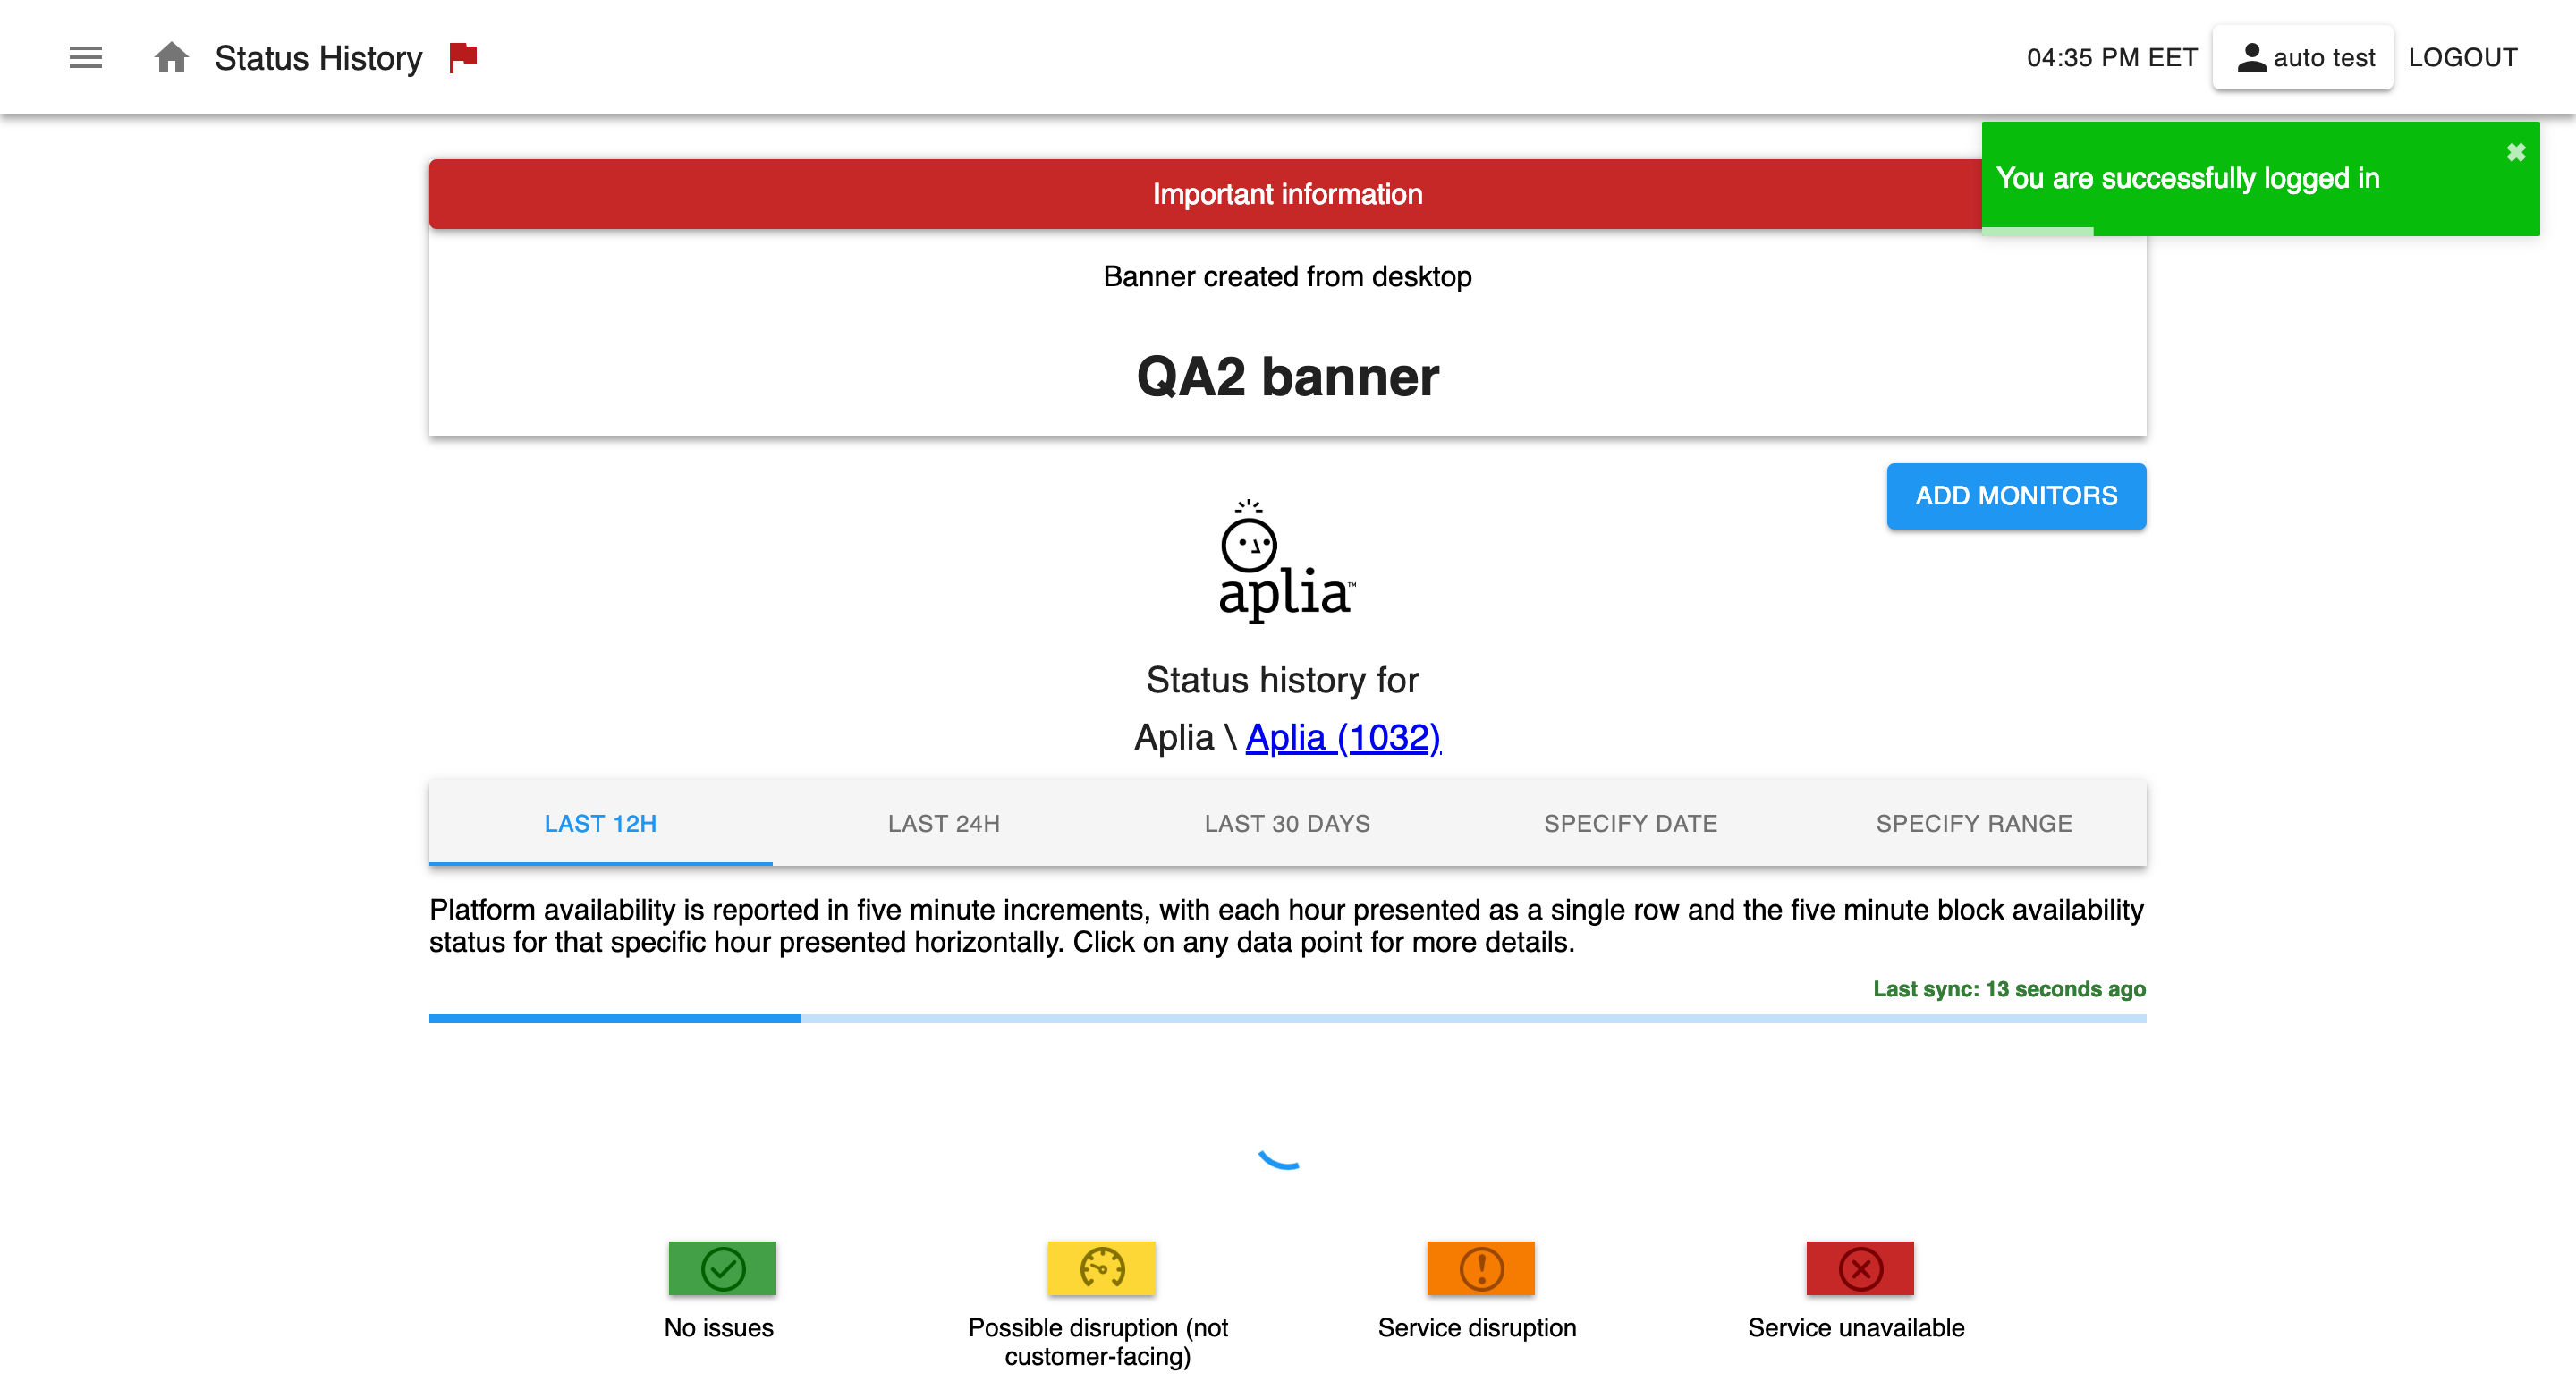 Status History
04:35 PM EET
auto test
LOGOUT
You are successfully logged in
Important information
Banner created from desktop
QA2 banner
ADD MONITORS
aplia™
Status history for
Aplia \ Aplia (1032)
LAST 12H
LAST 24H
LAST 30 DAYS
SPECIFY DATE
SPECIFY RANGE
Platform availability is reported in five minute increments, with each hour presented as a single row and the five minute block availability
status for that specific hour presented horizontally. Click on any data point for more details.
Last sync: 13 seconds ago
No issues
Possible disruption (not
customer-facing)
Service disruption
Service unavailable